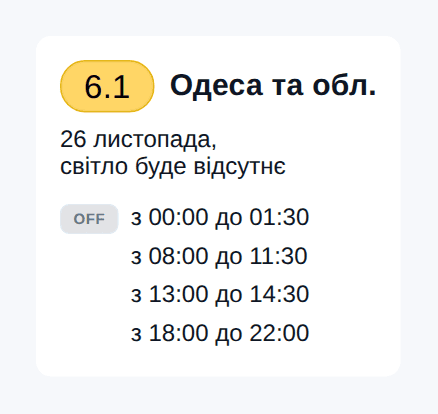 6.1 Одеса та обл.
26 листопада,
світло буде відсутнє
OFF з 00:00 до 01:30
з 08:00 до 11:30
з 13:00 до 14:30
з 18:00 до 22:00